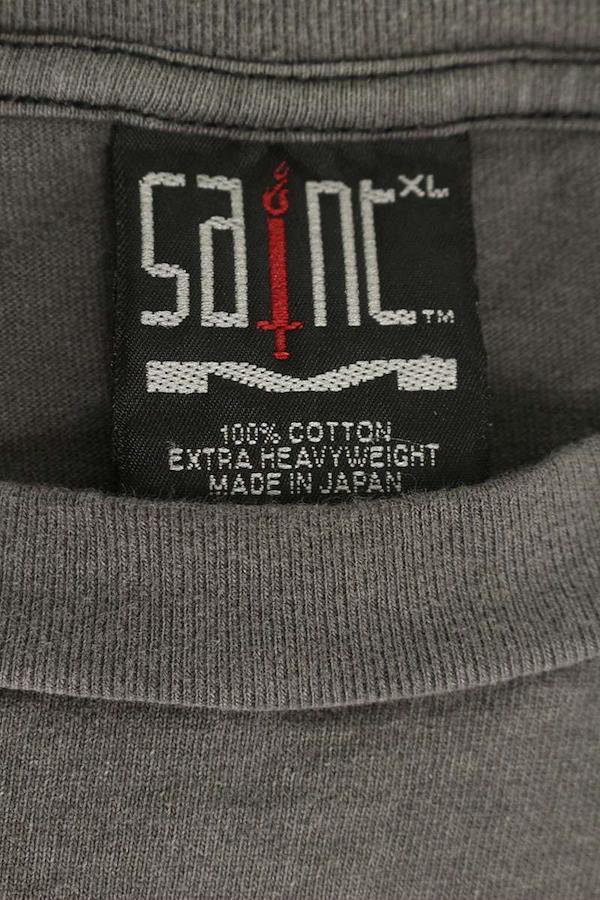 saint XL TM
100% COTTON
EXTRA HEAVYWEIGHT
MADE IN JAPAN